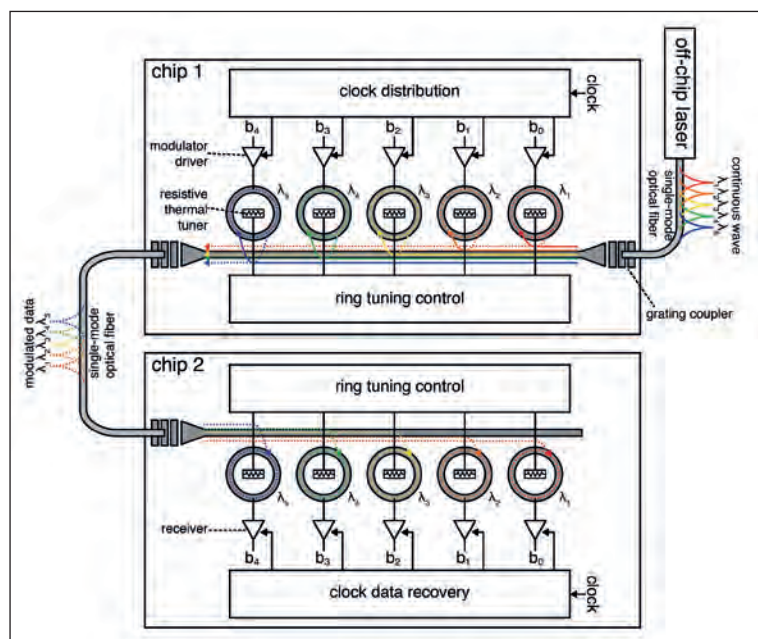 chip 1
clock distribution
clock
off-chip laser
b4 b3 b2 b1 b0
modulator
driver
resistive
thermal
tuner
λ5 λ4 λ3 λ2 λ1
single-mode
optical fiber
continuous wave
ring tuning control
grating coupler
modulated data
λ1 λ2 λ3 λ4 λ5
single-mode
optical fiber
chip 2
ring tuning control
λ3 λ2 λ1
receiver
b4 b3 b2 b1 b0
clock data recovery
clock